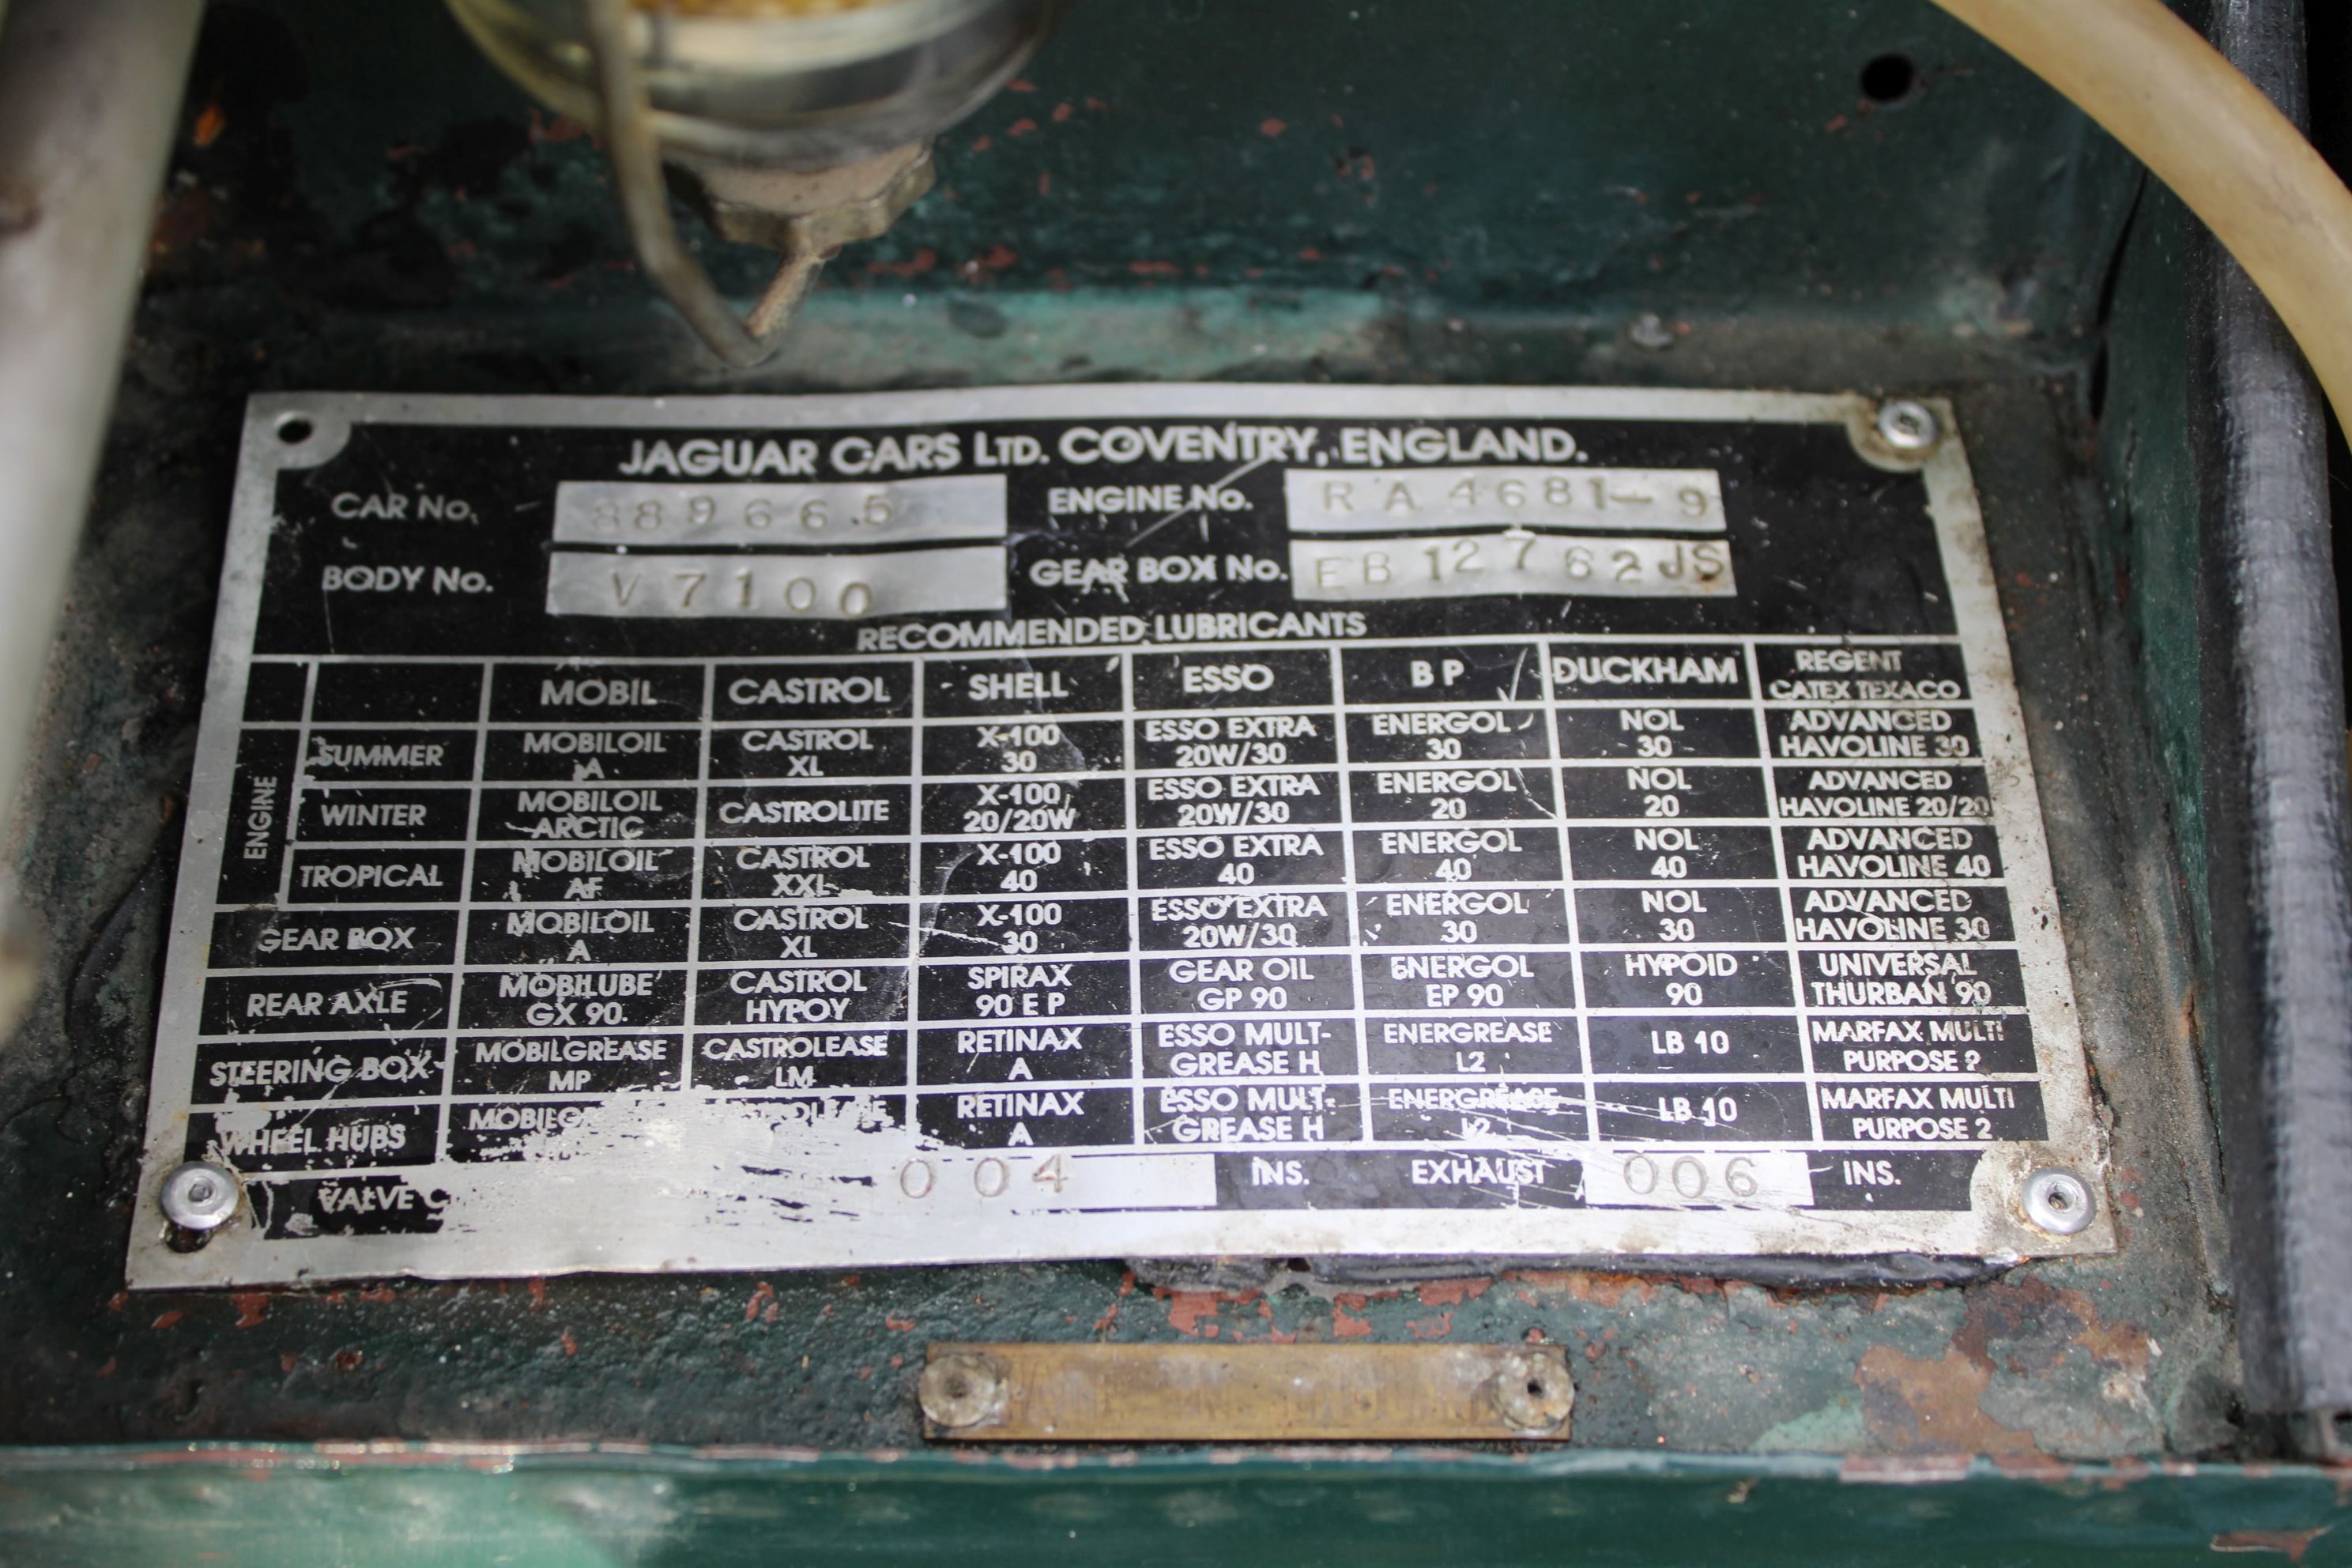 JAGUAR CARS LTD. COVENTRY, ENGLAND.
CAR No. 889665 ENGINE No. RA4681-9
BODY No. V7100 GEAR BOX No. EB12762JS
RECOMMENDED LUBRICANTS
MOBIL CASTROL SHELL ESSO BP DUCKHAM REGENT
CATEX TEXACO
ENGINE
SUMMER MOBILOIL A CASTROL XL X-100 30 ESSO EXTRA 20W/30 ENERGOL 30 NOL 30 ADVANCED HAVOLINE 30
WINTER MOBILOIL ARCTIC CASTROLITE X-100 20/20W ESSO EXTRA 20W/30 ENERGOL 20 NOL 20 ADVANCED HAVOLINE 20/20
TROPICAL MOBILOIL AF CASTROL XXL X-100 40 ESSO EXTRA 40 ENERGOL 40 NOL 40 ADVANCED HAVOLINE 40
GEAR BOX MOBILOIL A CASTROL XL X-100 30 ESSO EXTRA 20W/30 ENERGOL 30 NOL 30 ADVANCED HAVOLINE 30
REAR AXLE MOBILUBE GX 90. CASTROL HYPOY SPIRAX 90 E P GEAR OIL GP 90 ENERGOL EP 90 HYPOID 90 UNIVERSAL THURBAN 90
STEERING BOX MOBILGREASE MP CASTROLEASE LM RETINAX A ESSO MULT-GREASE H ENERGREASE L2 LB 10 MARFAX MULTI PURPOSE 2
WHEEL HUBS RETINAX A ESSO MULT-GREASE H ENERGREASE L2 LB 10 MARFAX MULTI PURPOSE 2
VALVE 004 INS. EXHAUST 006 INS.